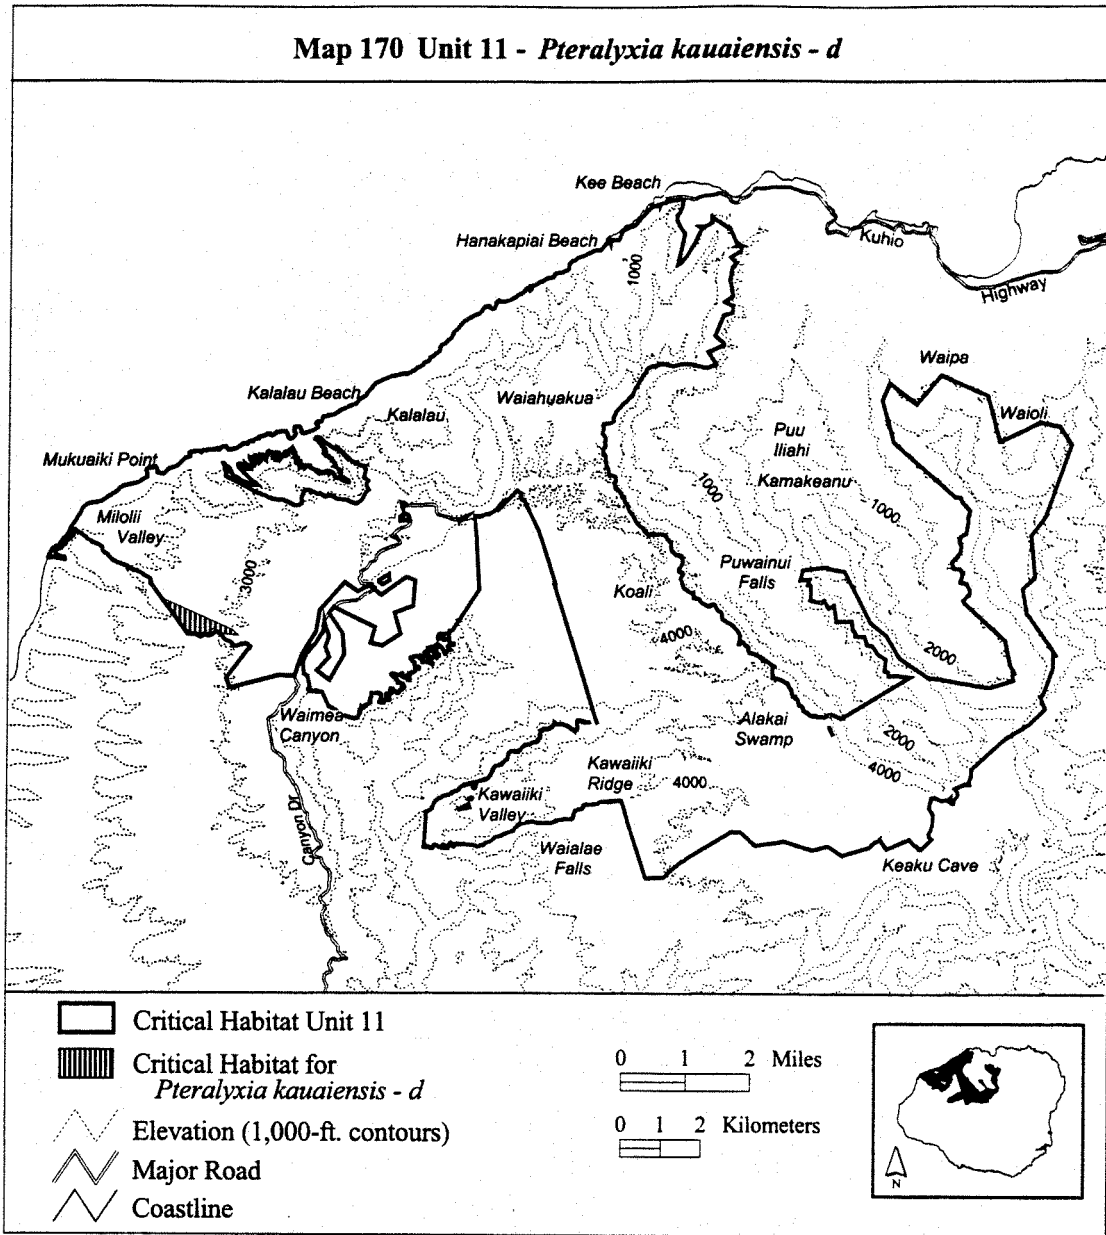 Map 170 Unit 11 - Pteralyxia kauaiensis - d
Kee Beach
Hanakapiai Beach
Kuhio
Highway
1000
Waipa
Kalalau Beach
Waiahuakua
Kalalau
Waioli
Puu
Iliahi
Mukuaiki Point
Kamakeanu
1000
1000
Milolii
Valley
3000
Puwainui
Falls
Koali
4000
2000
Waimea
Canyon
Alakai
Swamp
2000
4000
Kawaiiki
Ridge
4000
Kawaiiki
Valley
Canyon Dr
Waialae
Falls
Keaku Cave
Critical Habitat Unit 11
Critical Habitat for
Pteralyxia kauaiensis - d
Elevation (1,000-ft. contours)
Major Road
Coastline
0 1 2 Miles
0 1 2 Kilometers
N